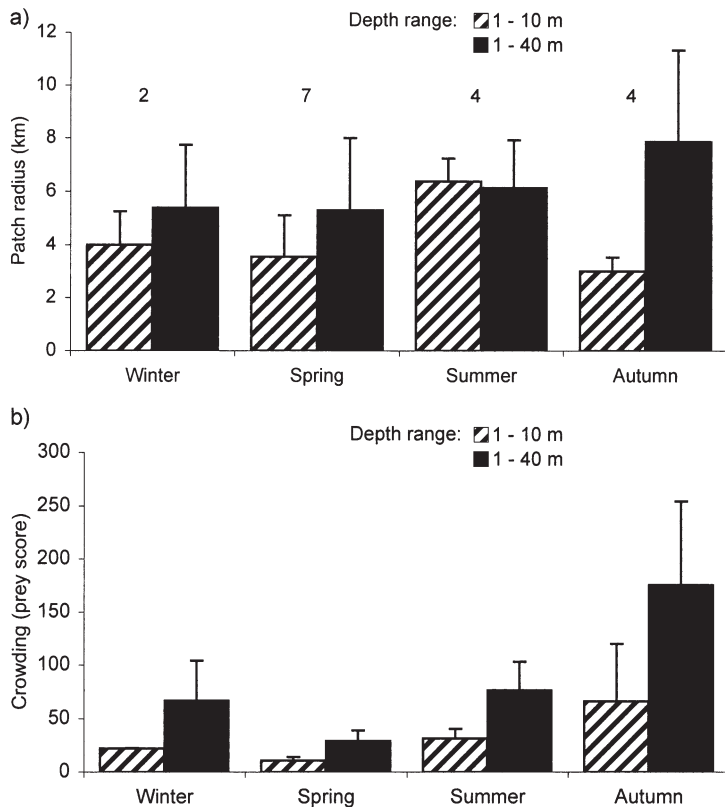 a)
Depth range: 1 - 10 m
1 - 40 m
Patch radius (km)
12
10
8
6
4
2
0
2 7 4 4
Winter Spring Summer Autumn
b)
Depth range: 1 - 10 m
1 - 40 m
Crowding (prey score)
300
250
200
150
100
50
0
Winter Spring Summer Autumn